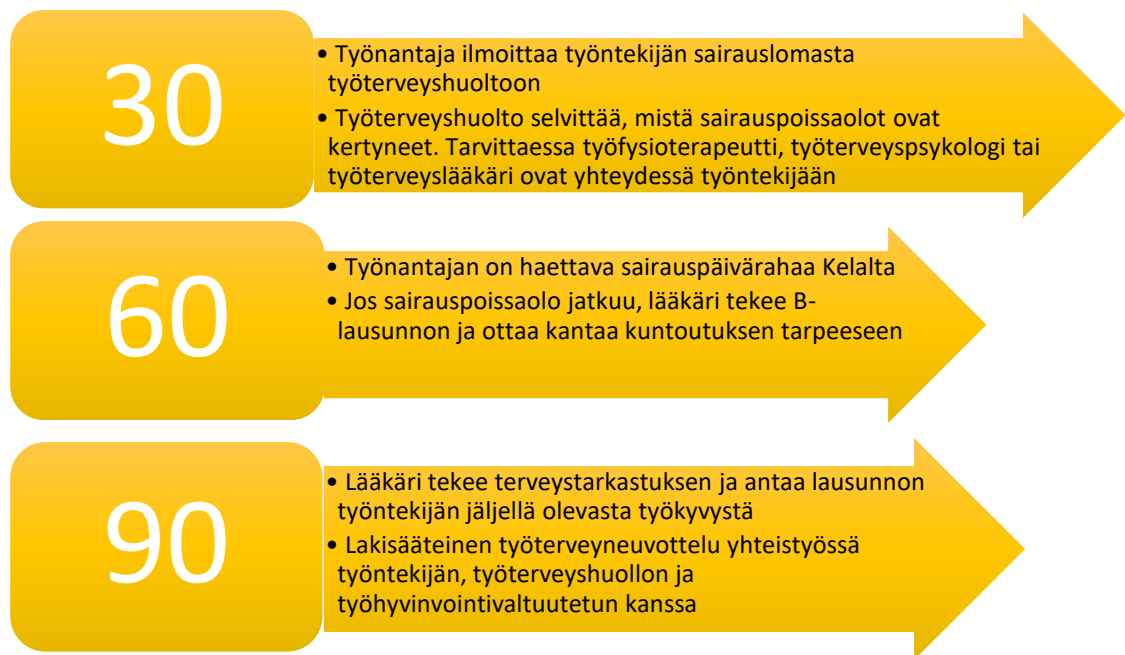 30
• Työnantaja ilmoittaa työntekijän sairauslomasta
työterveyshuoltoon
• Työterveyshuolto selvittää, mistä sairauspoissaolot ovat
kertyneet. Tarvittaessa työfysioterapeutti, työterveyspsykologi tai
työterveyslääkäri ovat yhteydessä työntekijään
60
• Työnantajan on haettava sairauspäivärahaa Kelalta
• Jos sairauspoissaolo jatkuu, lääkäri tekee B-
lausunnon ja ottaa kantaa kuntoutuksen tarpeeseen
90
• Lääkäri tekee terveystarkastuksen ja antaa lausunnon
työntekijän jäljellä olevasta työkyvystä
• Lakisääteinen työterveyneuvottelu yhteistyössä
työntekijän, työterveyshuollon ja
työhyvinvointivaltuutetun kanssa